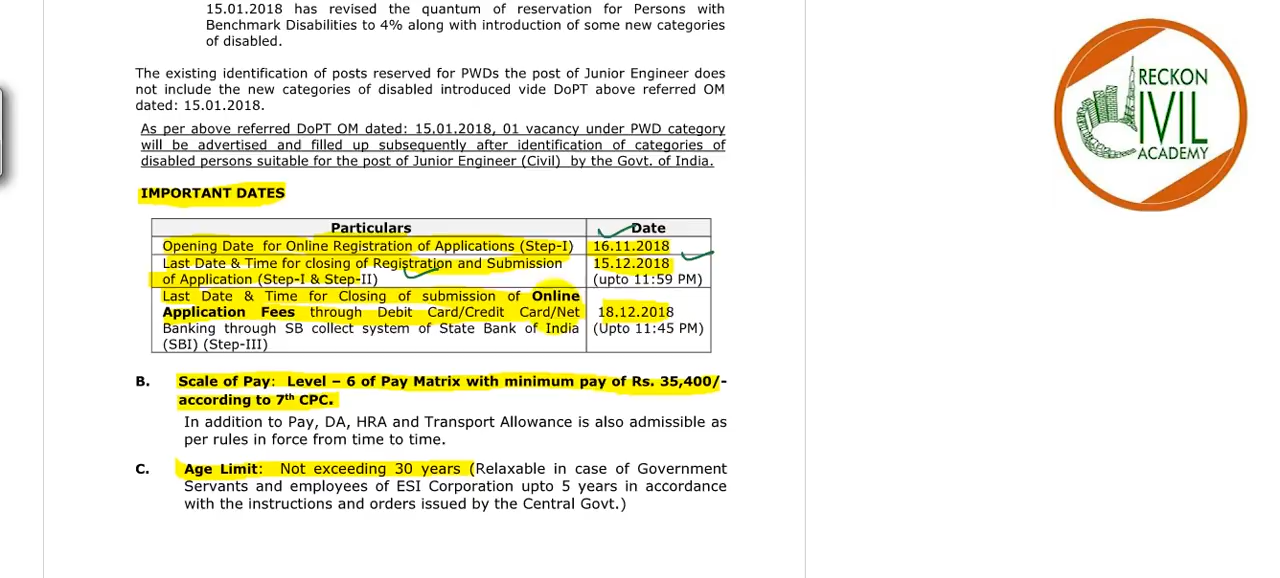 15.01.2018 has revised the quantum of reservation for Persons with
Benchmark Disabilities to 4% along with introduction of some new categories
of disabled.
The existing identification of posts reserved for PWDs the post of Junior Engineer does
not include the new categories of disabled introduced vide DoPT above referred OM
dated: 15.01.2018.
As per above referred DoPT OM dated: 15.01.2018, 01 vacancy under PWD category
will be advertised and filled up subsequently after identification of categories of
disabled persons suitable for the post of Junior Engineer (Civil) by the Govt. of India.
IMPORTANT DATES
Particulars Date
Opening Date for Online Registration of Applications (Step-I) 16.11.2018
Last Date & Time for closing of Registration and Submission 15.12.2018
of Application (Step-I & Step-II) (upto 11:59 PM)
Last Date & Time for Closing of submission of Online
Application Fees through Debit Card/Credit Card/Net 18.12.2018
Banking through SB collect system of State Bank of India (Upto 11:45 PM)
(SBI) (Step-III)
B. Scale of Pay: Level – 6 of Pay Matrix with minimum pay of Rs. 35,400/-
according to 7th CPC.
In addition to Pay, DA, HRA and Transport Allowance is also admissible as
per rules in force from time to time.
C. Age Limit: Not exceeding 30 years (Relaxable in case of Government
Servants and employees of ESI Corporation upto 5 years in accordance
with the instructions and orders issued by the Central Govt.)
RECKON
CIVIL
ACADEMY